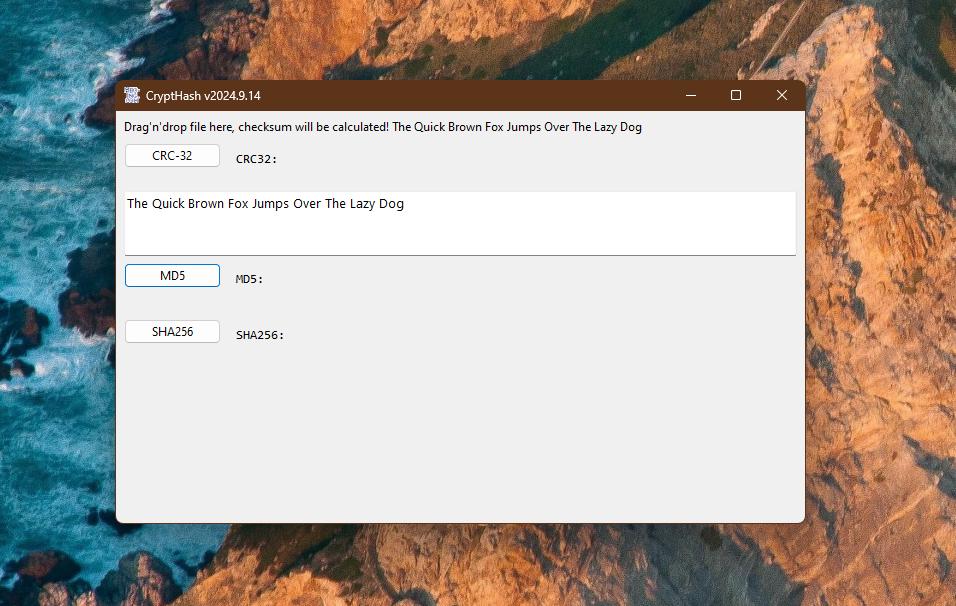 CryptHash v2024.9.14
Drag'n'drop file here, checksum will be calculated! The Quick Brown Fox Jumps Over The Lazy Dog
CRC-32 CRC32:
The Quick Brown Fox Jumps Over The Lazy Dog
MD5 MD5:
SHA256 SHA256: